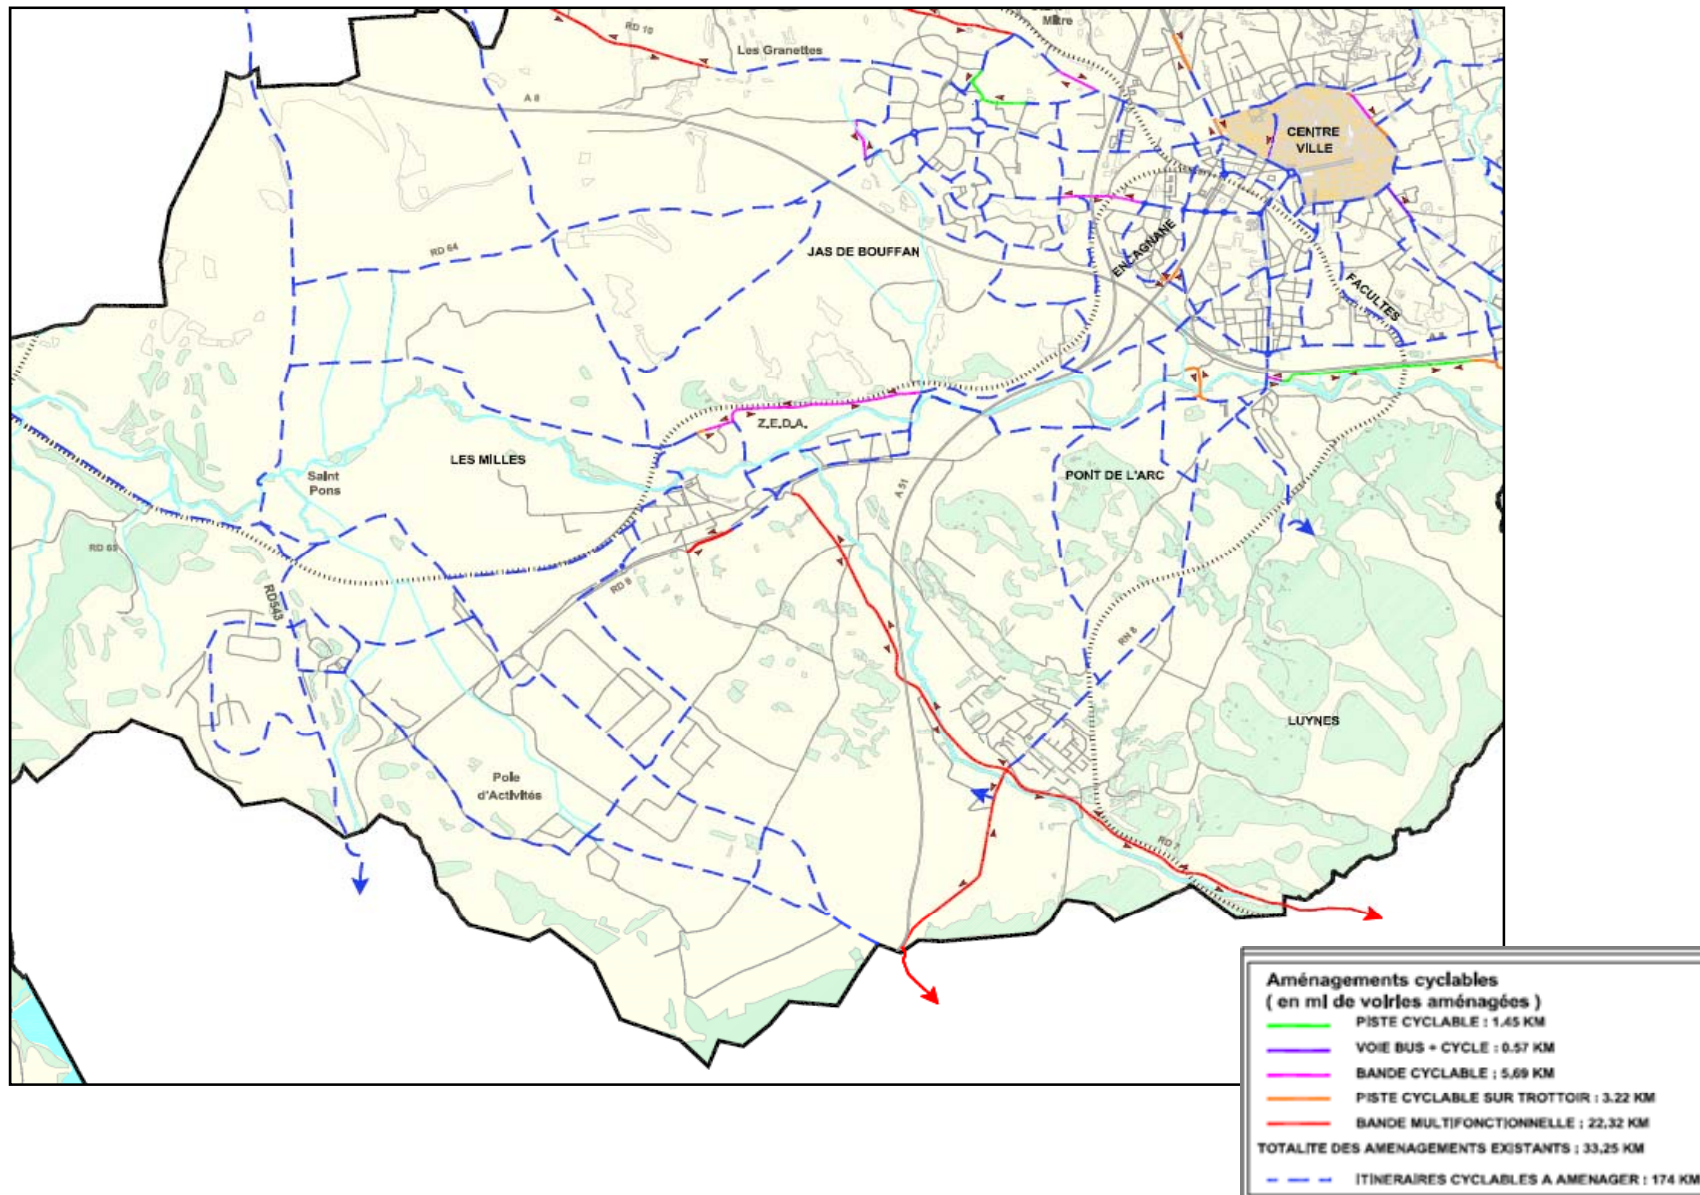 Mitre
RD 10
Les Granettes
A 8
CENTRE
VILLE
RD 64
JAS DE BOUFFAN
ENCAGNANE
FACULTES
A 8
Z.E.D.A.
LES MILLES
Saint
Pons
PONT DE L'ARC
A 51
RD 65
RD 9
RD543
RN 8
LUYNES
Pole
d'Activités
RD 7
Aménagements cyclables
( en ml de voiries aménagées )
PISTE CYCLABLE : 1.45 KM
VOIE BUS + CYCLE : 0.57 KM
BANDE CYCLABLE : 5,69 KM
PISTE CYCLABLE SUR TROTTOIR : 3.22 KM
BANDE MULTIFONCTIONNELLE : 22,32 KM
TOTALITE DES AMENAGEMENTS EXISTANTS : 33,25 KM
ITINERAIRES CYCLABLES A AMENAGER : 174 KM